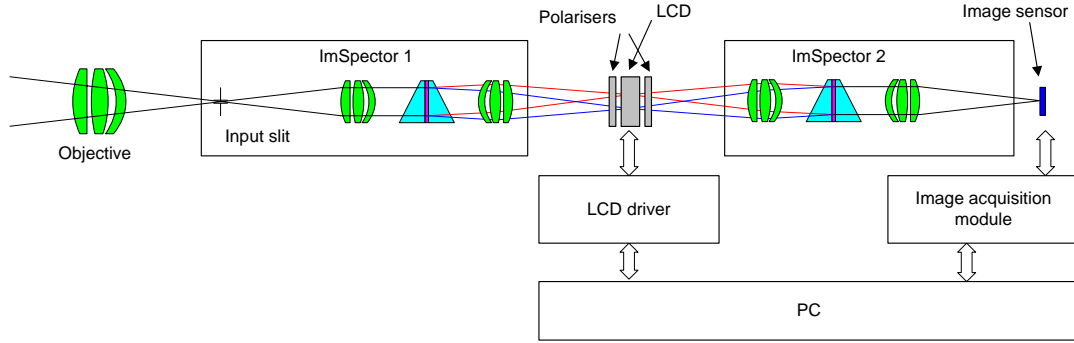 Polarisers
LCD
Image sensor
ImSpector 1
ImSpector 2
Input slit
Objective
LCD driver
Image acquisition
module
PC